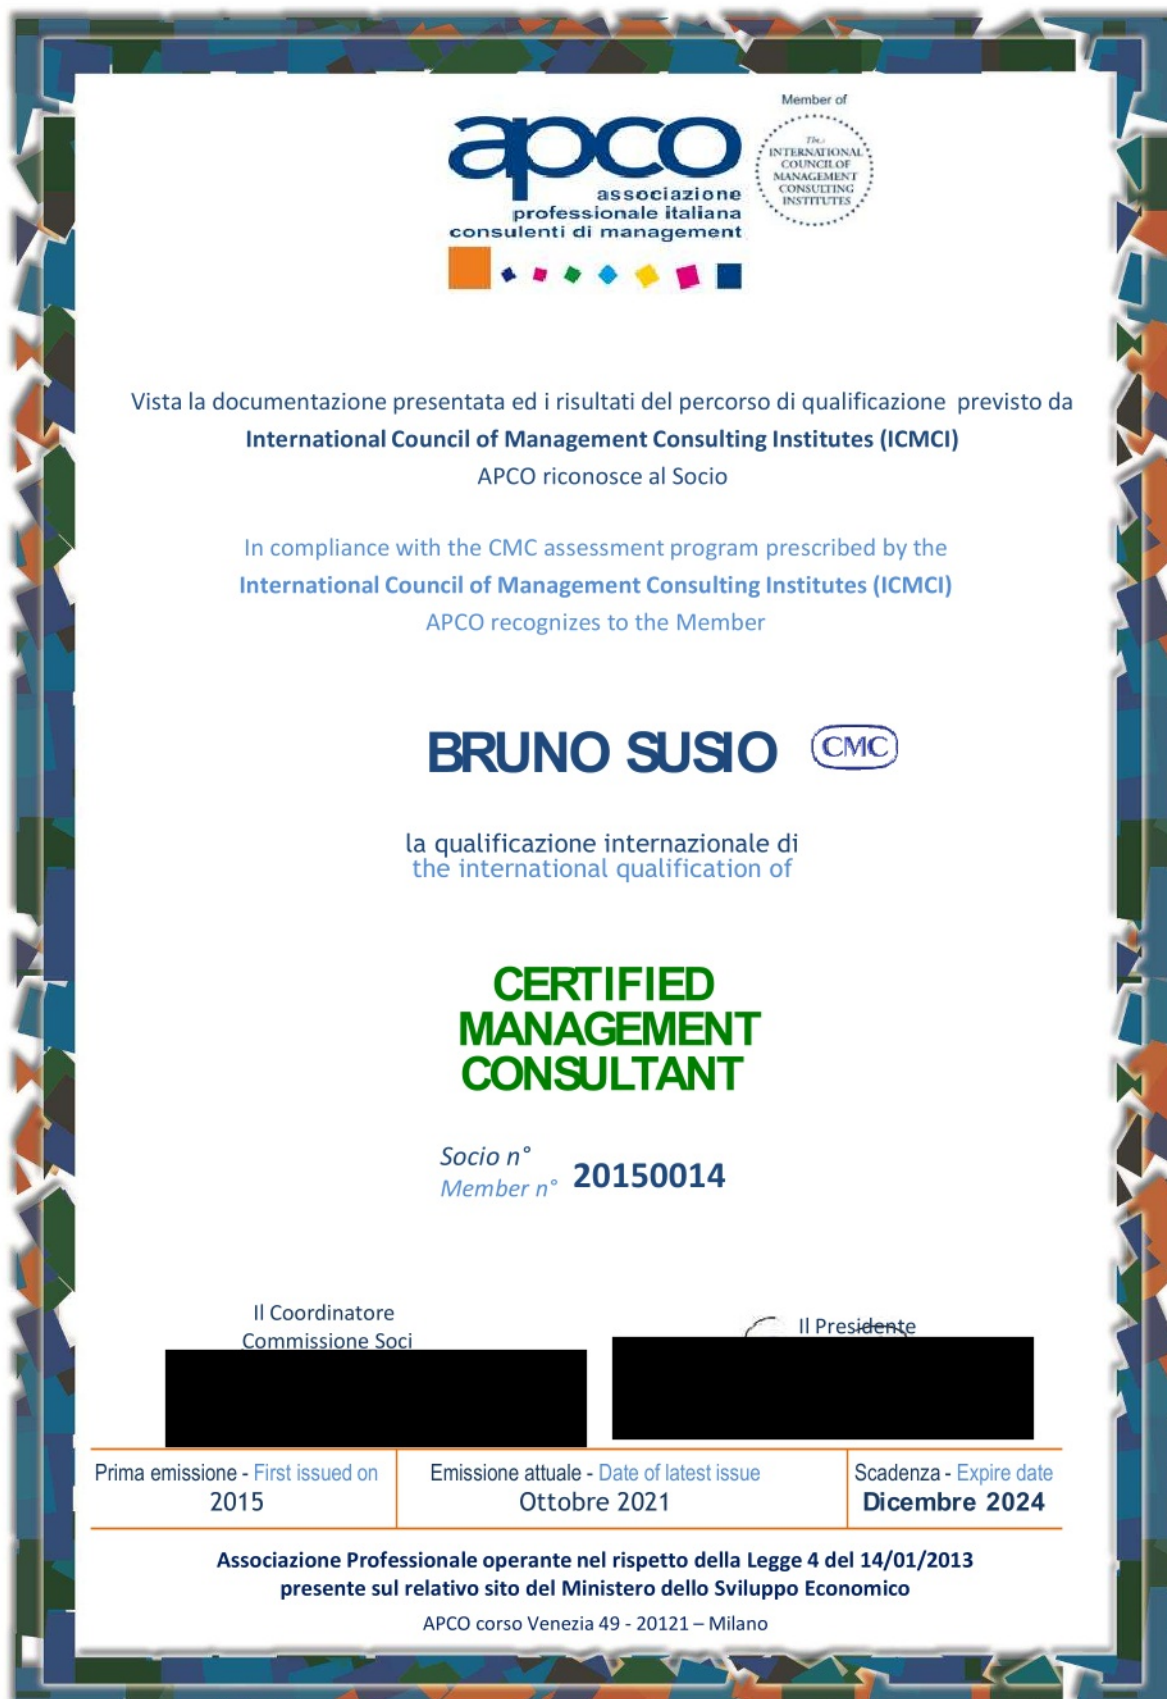 Member of
apco
The
INTERNATIONAL
COUNCIL OF
MANAGEMENT
CONSULTING
INSTITUTES
associazione
professionale italiana
consulenti di management
Vista la documentazione presentata ed i risultati del percorso di qualificazione previsto da
International Council of Management Consulting Institutes (ICMCI)
APCO riconosce al Socio
In compliance with the CMC assessment program prescribed by the
International Council of Management Consulting Institutes (ICMCI)
APCO recognizes to the Member
BRUNO SUSIO CMC
la qualificazione internazionale di
the international qualification of
CERTIFIED
MANAGEMENT
CONSULTANT
Socio n°
Member n° 20150014
Il Coordinatore
Commissione Soci
Il Presidente
Prima emissione - First issued on
2015
Emissione attuale - Date of latest issue
Ottobre 2021
Scadenza - Expire date
Dicembre 2024
Associazione Professionale operante nel rispetto della Legge 4 del 14/01/2013
presente sul relativo sito del Ministero dello Sviluppo Economico
APCO corso Venezia 49 - 20121 – Milano